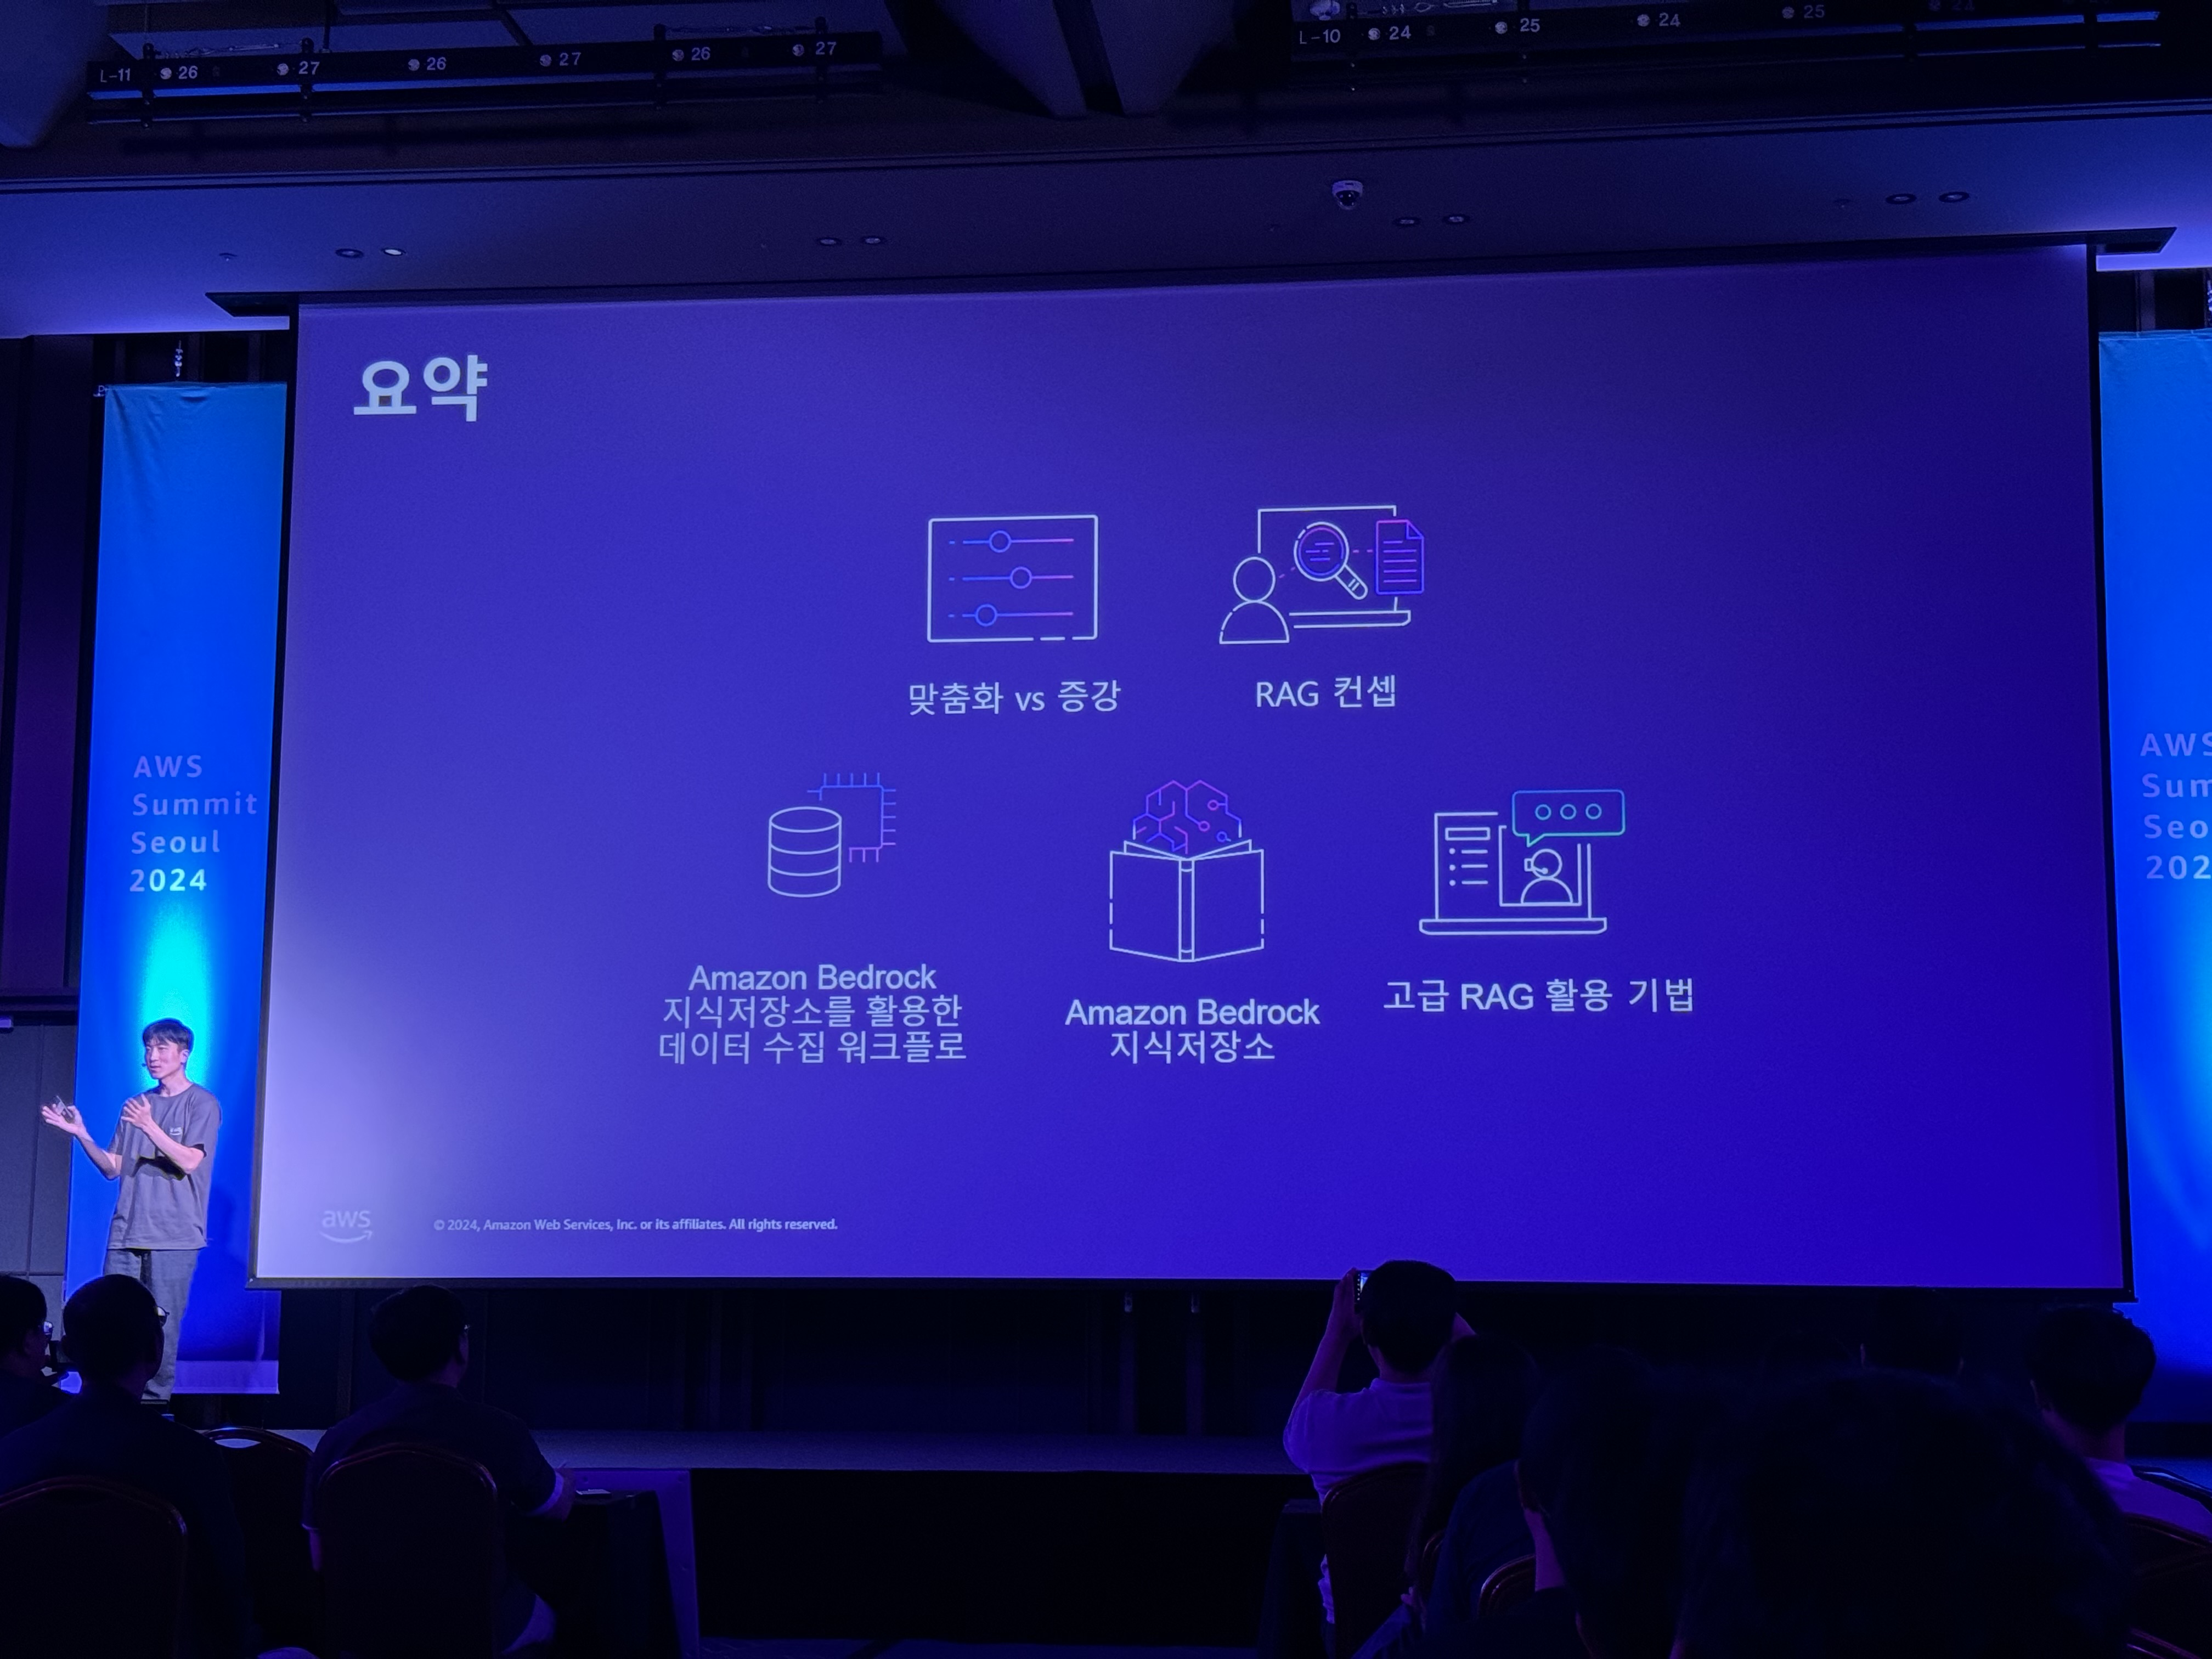 L-11 26 27 26 27 26 27
L-10 24 25 24 25 24
요약
맞춤화 vs 증강
RAG 컨셉
Amazon Bedrock
지식저장소를 활용한
데이터 수집 워크플로
Amazon Bedrock
지식저장소
고급 RAG 활용 기법
aws
© 2024, Amazon Web Services, Inc. or its affiliates. All rights reserved.
AWS
Summit
Seoul
2024
AWS
Sum
Seo
202